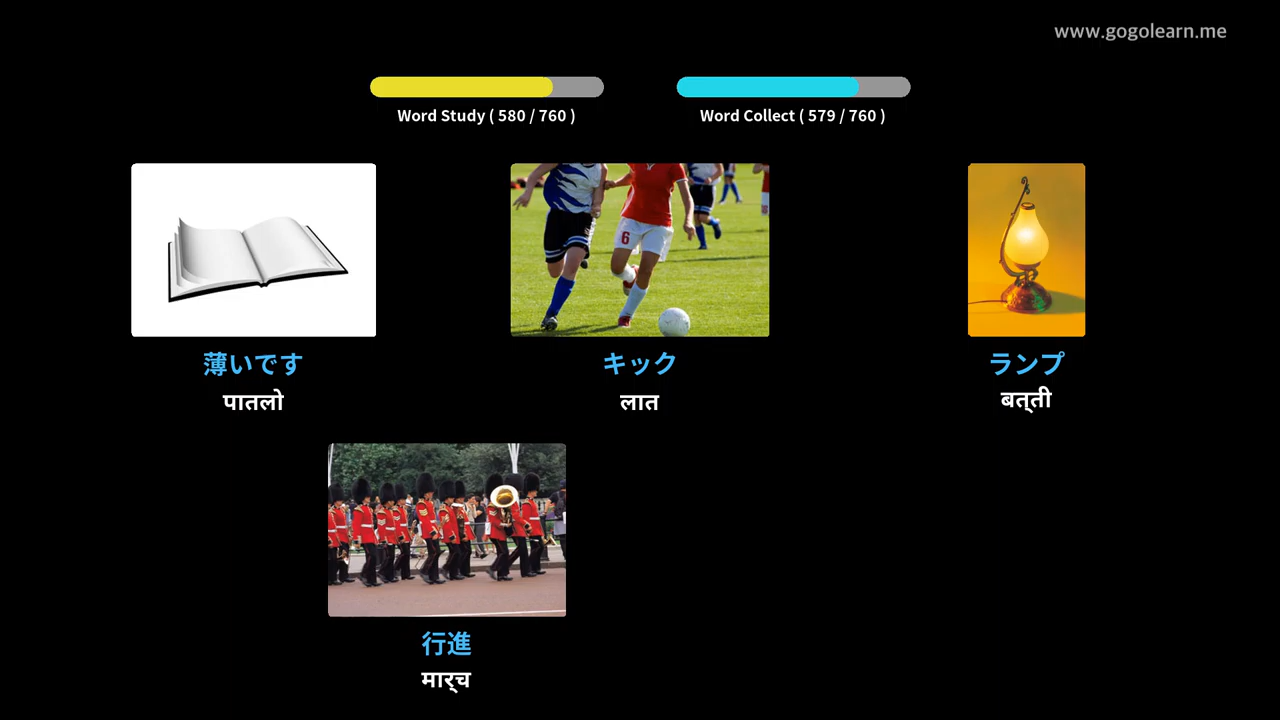 www.gogolearn.me
Word Study ( 580 / 760 )
Word Collect ( 579 / 760 )
6
薄いです
पातलो
キック
लात
ランプ
बत्‌ती
行進
मार्‌च